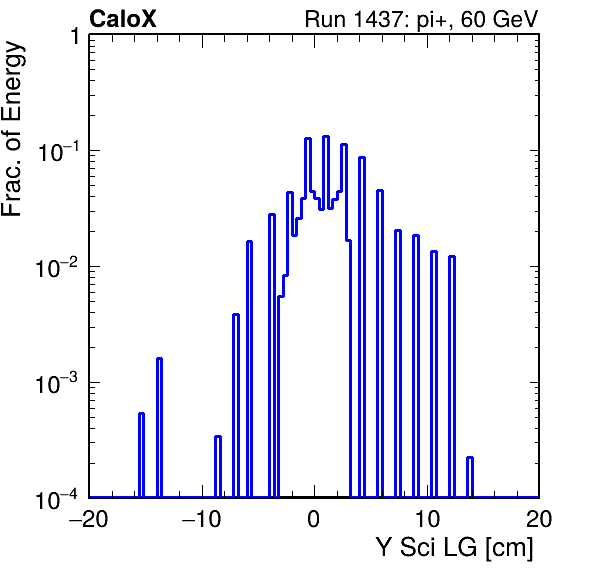 CaloX Run 1437: pi+, 60 GeV
Frac. of Energy
1
10⁻¹
10⁻²
10⁻³
10⁻⁴
−20 −10 0 10 20
Y Sci LG [cm]